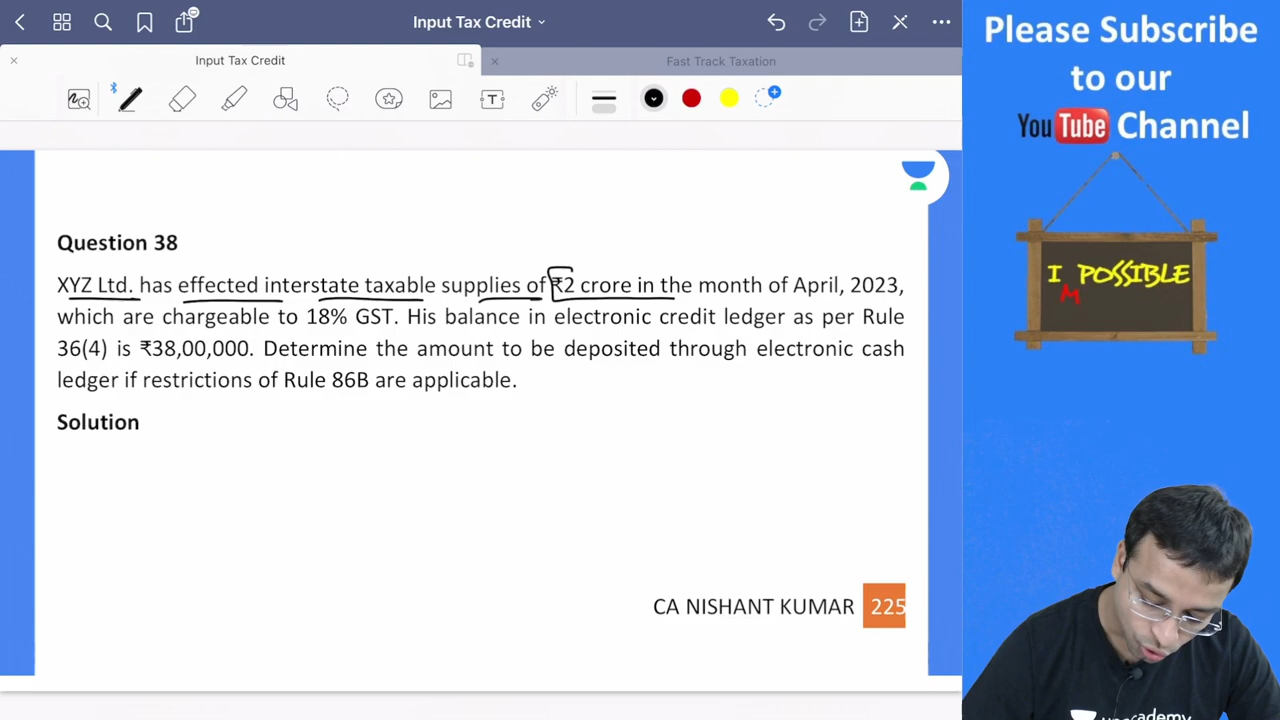 Input Tax Credit
Input Tax Credit
Fast Track Taxation
T
Question 38
XYZ Ltd. has effected interstate taxable supplies of ₹2 crore in the month of April, 2023,
which are chargeable to 18% GST. His balance in electronic credit ledger as per Rule
36(4) is ₹38,00,000. Determine the amount to be deposited through electronic cash
ledger if restrictions of Rule 86B are applicable.
Solution
CA NISHANT KUMAR 225
Please Subscribe
to our
YouTube Channel
I POSSIBLE
M